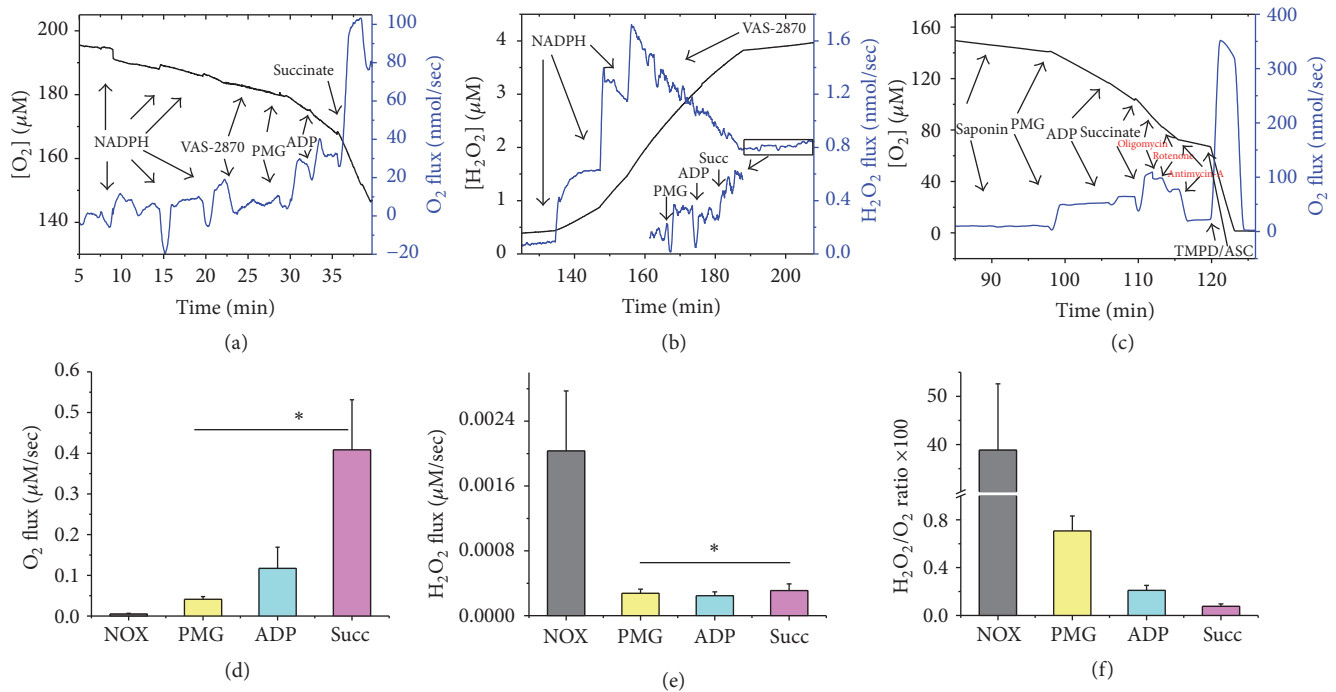 200
190
180
170
160
150
140
[O₂] (μM)
NADPH
VAS-2870
PMG
ADP
Succinate
100
80
60
40
20
0
−20
O₂ flux (nmol/sec)
5 10 15 20 25 30 35
Time (min)
(a)
4
3
2
1
0
[H₂O₂] (μM)
NADPH
VAS-2870
Succ
ADP
PMG
1.6
1.2
0.8
0.4
0.0
H₂O₂ flux (nmol/sec)
140 160 180 200
Time (min)
(b)
160
120
80
40
0
[O₂] (μM)
Saponin
PMG
ADP
Succinate
Oligomycin
Rotenone
Antimycin-A
TMPD/ASC
400
300
200
100
0
O₂ flux (nmol/sec)
90 100 110 120
Time (min)
(c)
0.6
0.5
0.4
0.3
0.2
0.1
0.0
O₂ flux (μM/sec)
*
NOX PMG ADP Succ
(d)
0.0024
0.0016
0.0008
0.0000
H₂O₂ flux (μM/sec)
*
NOX PMG ADP Succ
(e)
50
40
0.8
0.4
0.0
H₂O₂/O₂ ratio ×100
NOX PMG ADP Succ
(f)